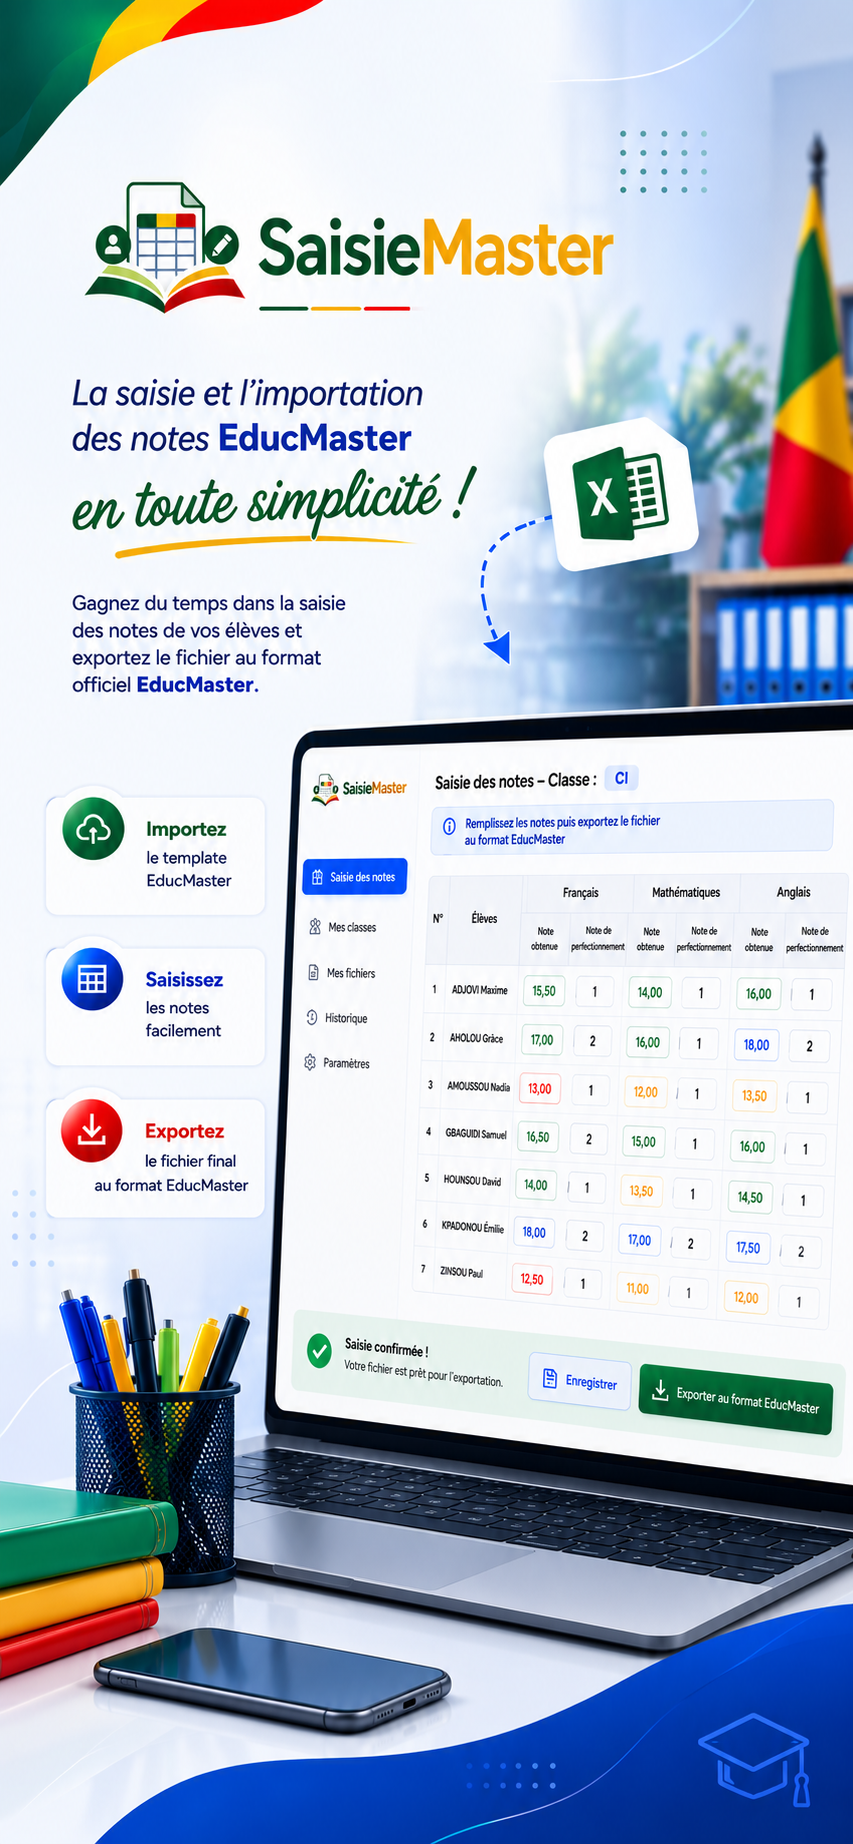 SaisieMaster
La saisie et l'importation
des notes EducMaster
en toute simplicité !
X
Gagnez du temps dans la saisie
des notes de vos élèves et
exportez le fichier au format
officiel EducMaster.
Importez
le template
EducMaster
Saisissez
les notes
facilement
Exportez
le fichier final
au format EducMaster
SaisieMaster
Saisie des notes
Mes classes
Mes fichiers
Historique
Paramètres
Saisie des notes – Classe : CI
Remplissez les notes puis exportez le fichier
au format EducMaster
N° Élèves Français Mathématiques Anglais
Note obtenue Note de perfectionnement Note obtenue Note de perfectionnement Note obtenue Note de perfectionnement
1 ADJOVI Maxime 15,50 1 14,00 1 16,00 1
2 AHOLOU Grâce 17,00 2 16,00 1 18,00 2
3 AMOUSSOU Nadia 13,00 1 12,00 1 13,50 1
4 GBAGUIDI Samuel 16,50 2 15,00 1 16,00 1
5 HOUNSOU David 14,00 1 13,50 1 14,50 1
6 KPADONOU Émilie 18,00 2 17,00 2 17,50 2
7 ZINSOU Paul 12,50 1 11,00 1 12,00 1
Saisie confirmée !
Votre fichier est prêt pour l'exportation.
Enregistrer
Exporter au format EducMaster